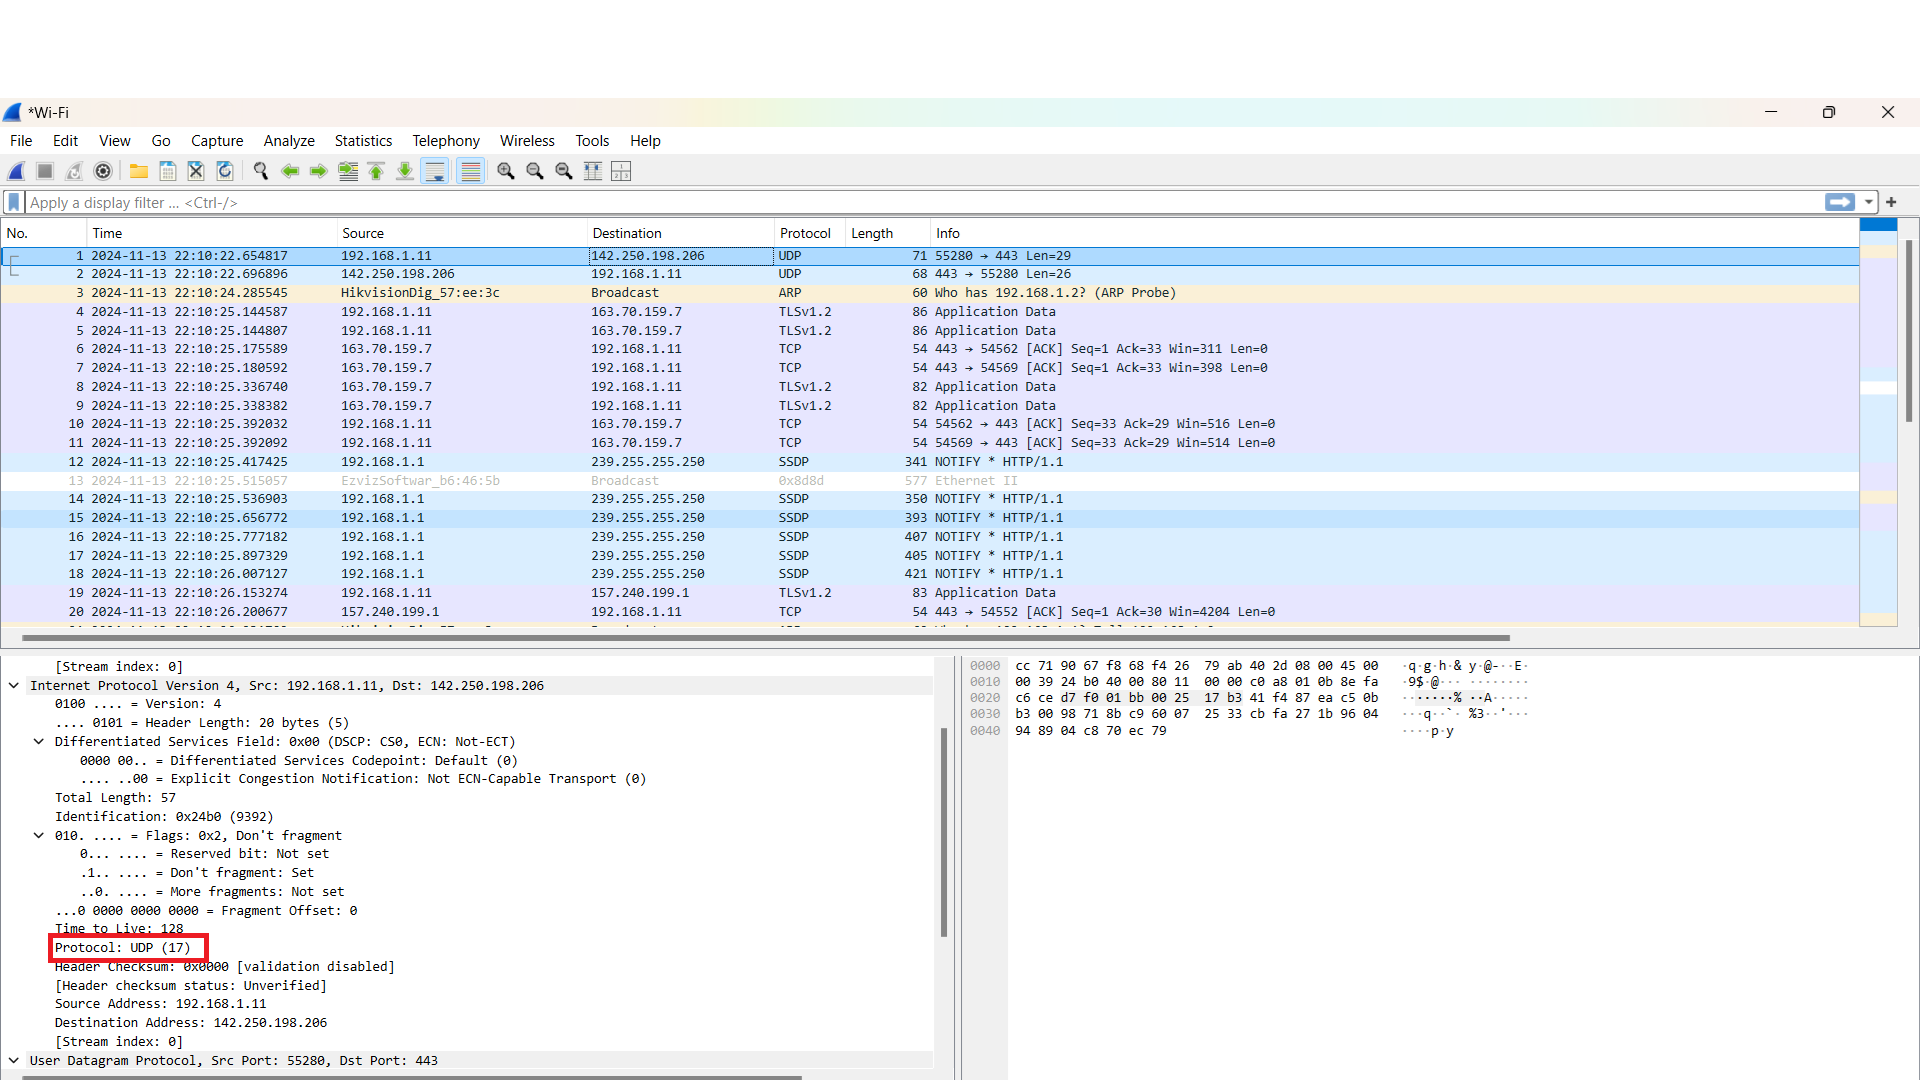 *Wi-Fi
File Edit View Go Capture Analyze Statistics Telephony Wireless Tools Help
Apply a display filter ... <Ctrl-/>
No. Time Source Destination Protocol Length Info
1 2024-11-13 22:10:22.654817 192.168.1.11 142.250.198.206 UDP 71 55280 → 443 Len=29
2 2024-11-13 22:10:22.696896 142.250.198.206 192.168.1.11 UDP 68 443 → 55280 Len=26
3 2024-11-13 22:10:24.285545 HikvisionDig_57:ee:3c Broadcast ARP 60 Who has 192.168.1.2? (ARP Probe)
4 2024-11-13 22:10:25.144587 192.168.1.11 163.70.159.7 TLSv1.2 86 Application Data
5 2024-11-13 22:10:25.144807 192.168.1.11 163.70.159.7 TLSv1.2 86 Application Data
6 2024-11-13 22:10:25.175589 163.70.159.7 192.168.1.11 TCP 54 443 → 54562 [ACK] Seq=1 Ack=33 Win=311 Len=0
7 2024-11-13 22:10:25.180592 163.70.159.7 192.168.1.11 TCP 54 443 → 54569 [ACK] Seq=1 Ack=33 Win=398 Len=0
8 2024-11-13 22:10:25.336740 163.70.159.7 192.168.1.11 TLSv1.2 82 Application Data
9 2024-11-13 22:10:25.338382 163.70.159.7 192.168.1.11 TLSv1.2 82 Application Data
10 2024-11-13 22:10:25.392032 192.168.1.11 163.70.159.7 TCP 54 54562 → 443 [ACK] Seq=33 Ack=29 Win=516 Len=0
11 2024-11-13 22:10:25.392092 192.168.1.11 163.70.159.7 TCP 54 54569 → 443 [ACK] Seq=33 Ack=29 Win=514 Len=0
12 2024-11-13 22:10:25.417425 192.168.1.1 239.255.255.250 SSDP 341 NOTIFY * HTTP/1.1
13 2024-11-13 22:10:25.515057 EzvizSoftwar_b6:46:5b Broadcast 0x8d8d 577 Ethernet II
14 2024-11-13 22:10:25.536903 192.168.1.1 239.255.255.250 SSDP 350 NOTIFY * HTTP/1.1
15 2024-11-13 22:10:25.656772 192.168.1.1 239.255.255.250 SSDP 393 NOTIFY * HTTP/1.1
16 2024-11-13 22:10:25.777182 192.168.1.1 239.255.255.250 SSDP 407 NOTIFY * HTTP/1.1
17 2024-11-13 22:10:25.897329 192.168.1.1 239.255.255.250 SSDP 405 NOTIFY * HTTP/1.1
18 2024-11-13 22:10:26.007127 192.168.1.1 239.255.255.250 SSDP 421 NOTIFY * HTTP/1.1
19 2024-11-13 22:10:26.153274 192.168.1.11 157.240.199.1 TLSv1.2 83 Application Data
20 2024-11-13 22:10:26.200677 157.240.199.1 192.168.1.11 TCP 54 443 → 54552 [ACK] Seq=1 Ack=30 Win=4204 Len=0
[Stream index: 0]
Internet Protocol Version 4, Src: 192.168.1.11, Dst: 142.250.198.206
0100 .... = Version: 4
.... 0101 = Header Length: 20 bytes (5)
Differentiated Services Field: 0x00 (DSCP: CS0, ECN: Not-ECT)
0000 00.. = Differentiated Services Codepoint: Default (0)
.... ..00 = Explicit Congestion Notification: Not ECN-Capable Transport (0)
Total Length: 57
Identification: 0x24b0 (9392)
010. .... = Flags: 0x2, Don't fragment
0... .... = Reserved bit: Not set
.1.. .... = Don't fragment: Set
..0. .... = More fragments: Not set
...0 0000 0000 0000 = Fragment Offset: 0
Time to Live: 128
Protocol: UDP (17)
Header Checksum: 0x0000 [validation disabled]
[Header checksum status: Unverified]
Source Address: 192.168.1.11
Destination Address: 142.250.198.206
[Stream index: 0]
User Datagram Protocol, Src Port: 55280, Dst Port: 443
0000 cc 71 90 67 f8 68 f4 26 79 ab 40 2d 08 00 45 00 ·q·g·h·& y·@-··E·
0010 00 39 24 b0 40 00 80 11 00 00 c0 a8 01 0b 8e fa ·9$·@··· ········
0020 c6 ce d7 f0 01 bb 00 25 17 b3 41 f4 87 ea c5 0b ·······% ··A·····
0030 b3 00 98 71 8b c9 60 07 25 33 cb fa 27 1b 96 04 ···q··`· %3··'···
0040 94 89 04 c8 70 ec 79 ····p·y